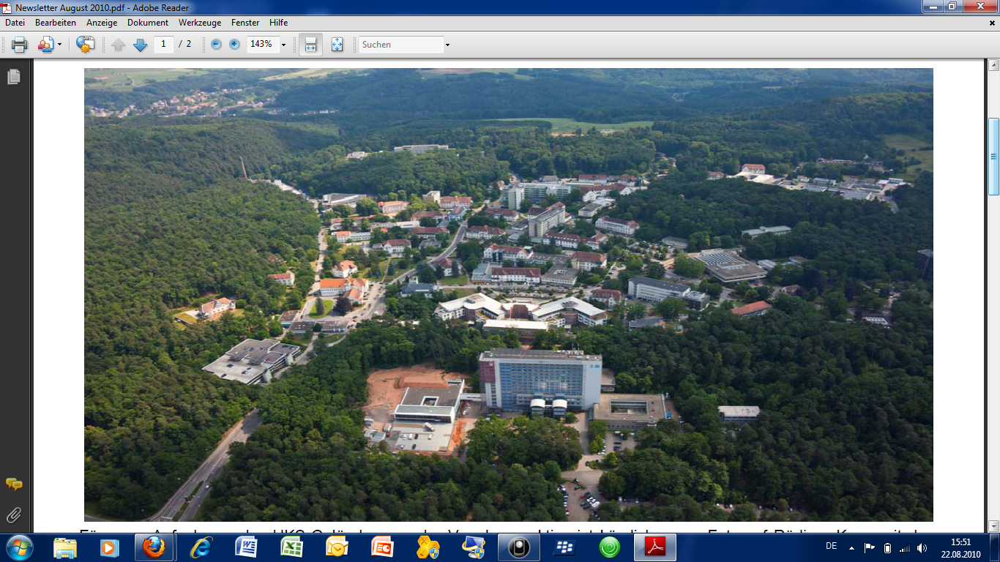 Newsletter August 2010.pdf - Adobe Reader
Datei Bearbeiten Anzeige Dokument Werkzeuge Fenster Hilfe
1 / 2 143% Suchen
DE 15:51
22.08.2010